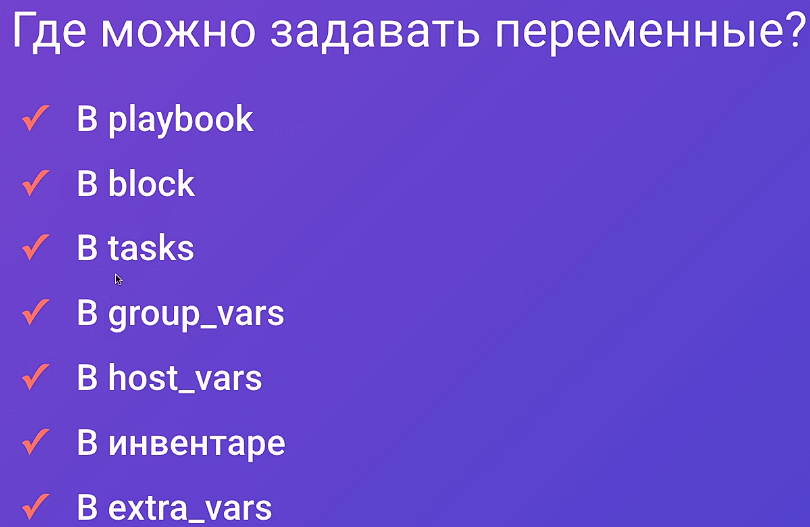 Где можно задавать переменные?
В playbook
В block
В tasks
В group_vars
В host_vars
В инвентаре
В extra_vars